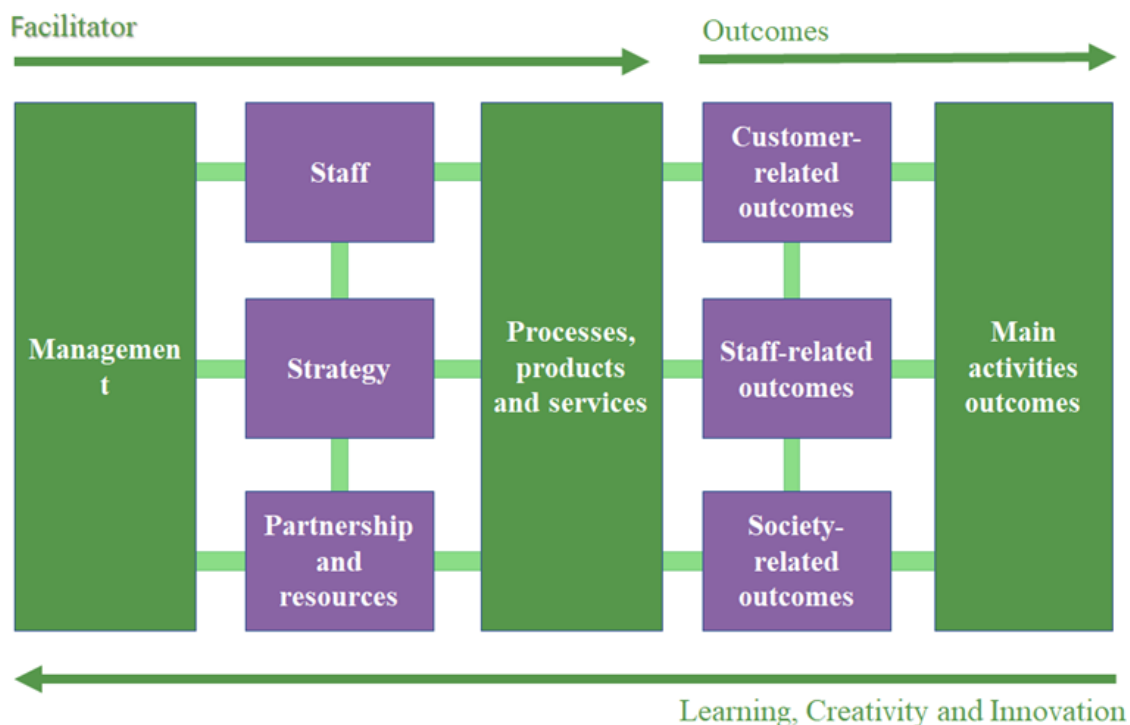 Facilitator
Outcomes
Managemen
t
Staff
Strategy
Partnership
and
resources
Processes,
products
and services
Customer-
related
outcomes
Staff-related
outcomes
Society-
related
outcomes
Main
activities
outcomes
Learning, Creativity and Innovation